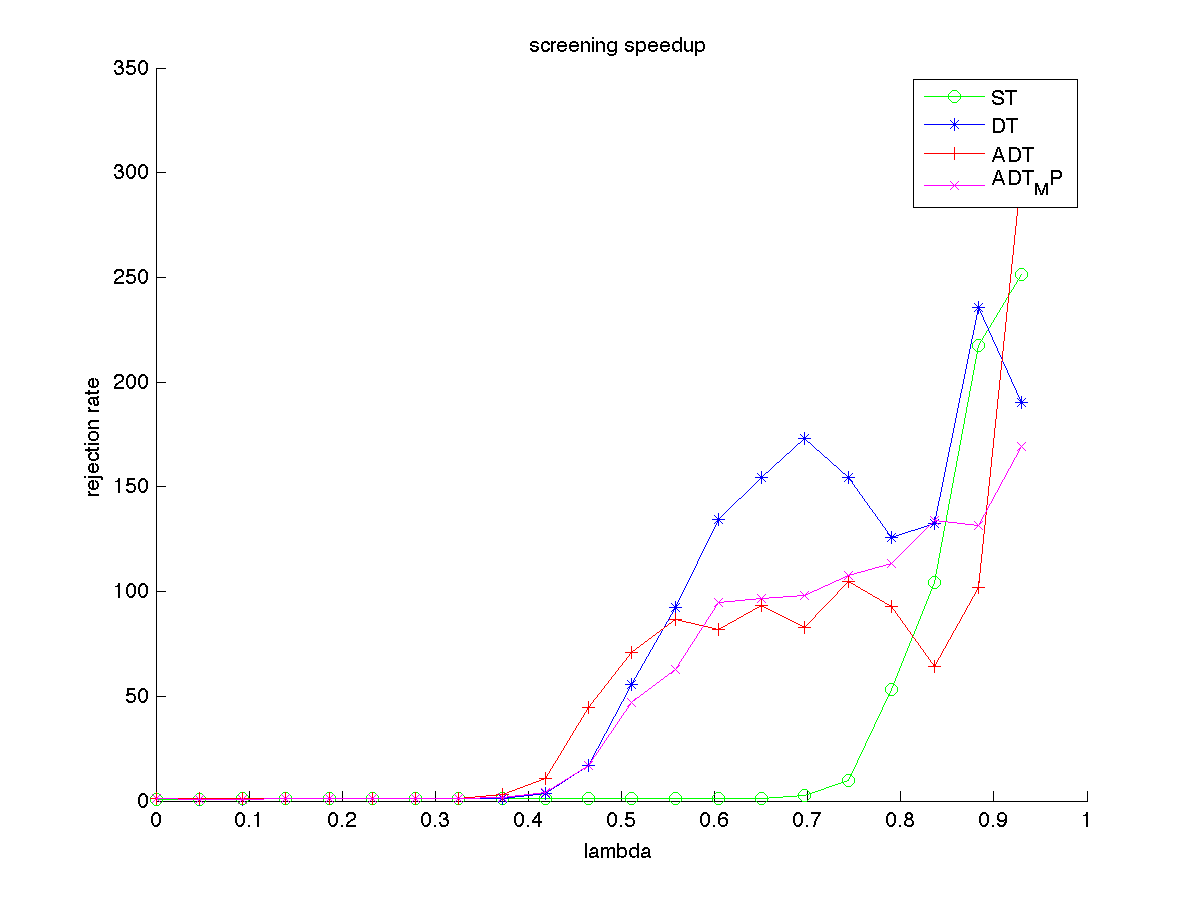 screening speedup
350
300
250
200
150
100
50
0
rejection rate
ST
DT
ADT
ADT_MP
0 0.1 0.2 0.3 0.4 0.5 0.6 0.7 0.8 0.9 1
lambda